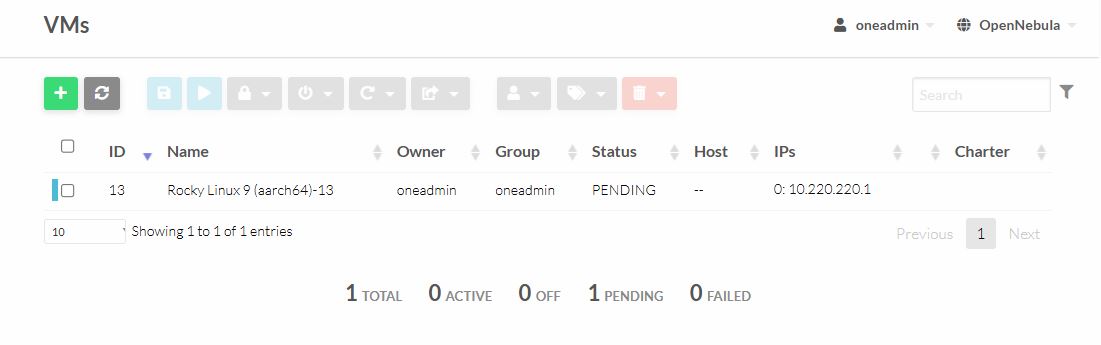 VMs
oneadmin OpenNebula
Search
ID Name Owner Group Status Host IPs Charter
13 Rocky Linux 9 (aarch64)-13 oneadmin oneadmin PENDING -- 0: 10.220.220.1
10 Showing 1 to 1 of 1 entries Previous 1 Next
1 TOTAL 0 ACTIVE 0 OFF 1 PENDING 0 FAILED